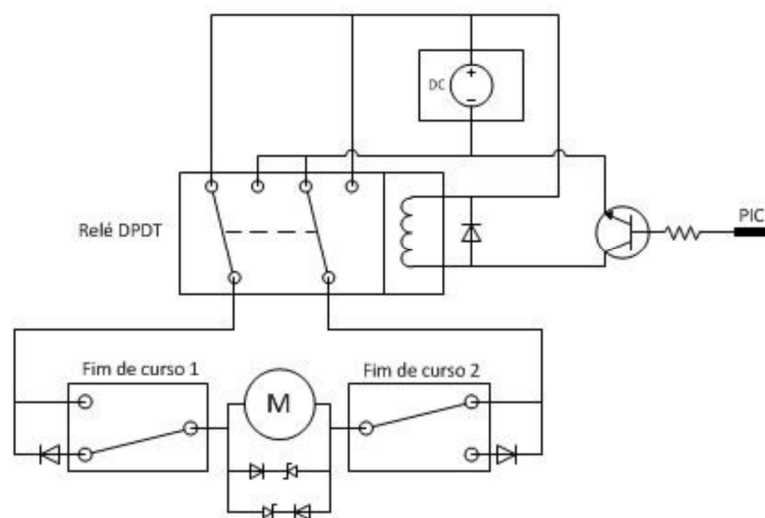 DC
+
−
Relé DPDT
PIC
Fim de curso 1
Fim de curso 2
M